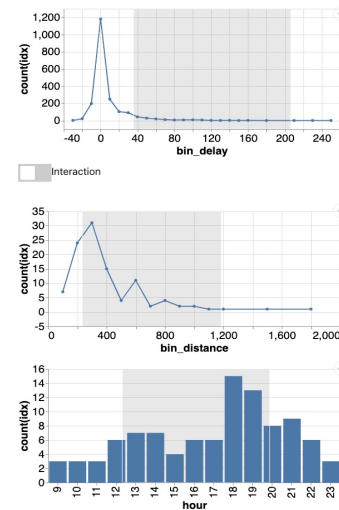 1,200
1,000
800
600
400
200
0
count(idx)
-40 0 40 80 120 160 200 240
bin_delay
Interaction
35
30
25
20
15
10
5
0
-5
count(idx)
0 400 800 1,200 1,600 2,000
bin_distance
16
14
12
10
8
6
4
2
0
count(idx)
9 10 11 12 13 14 15 16 17 18 19 20 21 22 23
hour